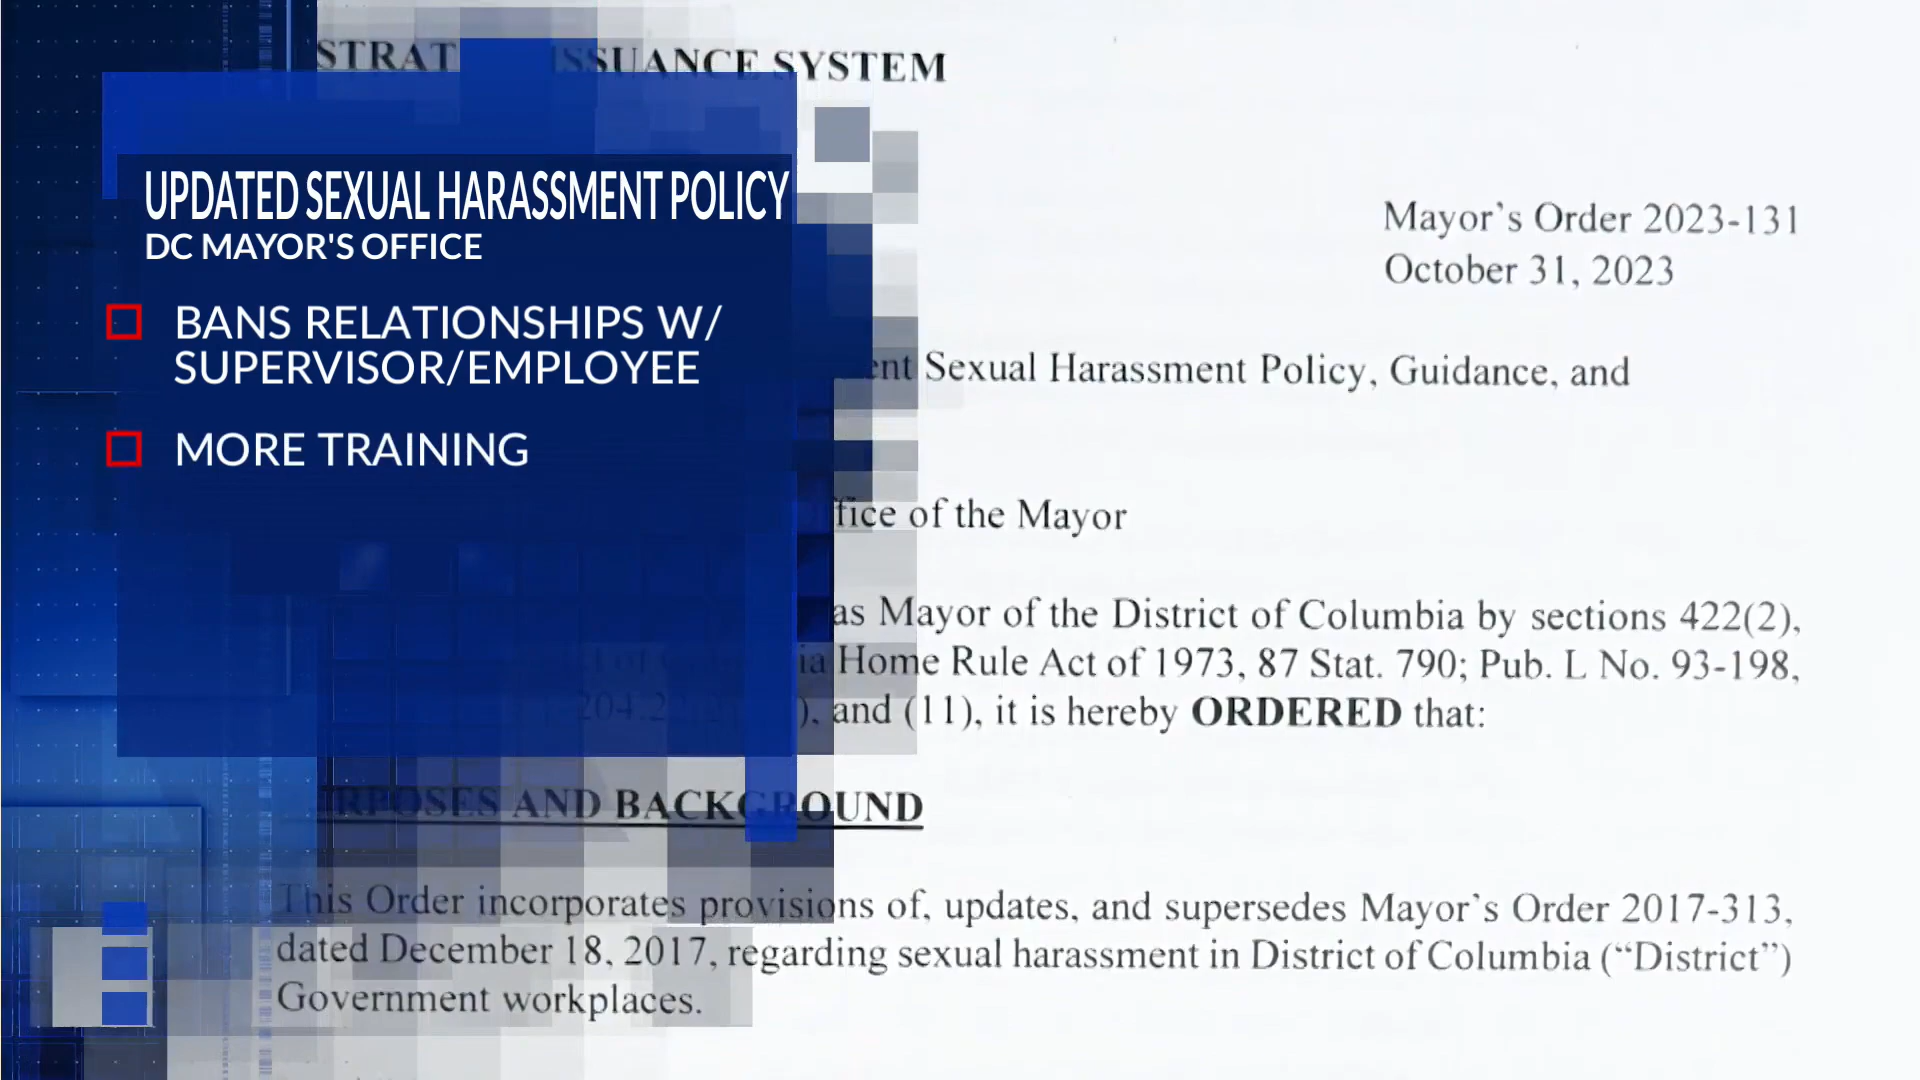 ISSUANCE SYSTEM
UPDATED SEXUAL HARASSMENT POLICY
DC MAYOR'S OFFICE
BANS RELATIONSHIPS W/
SUPERVISOR/EMPLOYEE
MORE TRAINING
Mayor’s Order 2023-131
October 31, 2023
Sexual Harassment Policy, Guidance, and
of the Mayor
as Mayor of the District of Columbia by sections 422(2),
Home Rule Act of 1973, 87 Stat. 790; Pub. L No. 93-198,
), and (11), it is hereby ORDERED that:
AND BACKGROUND
This Order incorporates provisions of, updates, and supersedes Mayor’s Order 2017-313,
dated December 18, 2017, regarding sexual harassment in District of Columbia (“District”)
Government workplaces.